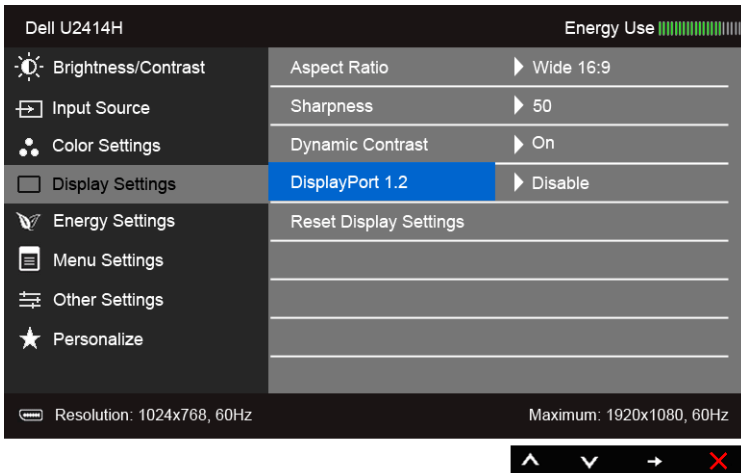 Dell U2414H Energy Use
Brightness/Contrast Aspect Ratio Wide 16:9
Input Source Sharpness 50
Color Settings Dynamic Contrast On
Display Settings DisplayPort 1.2 Disable
Energy Settings Reset Display Settings
Menu Settings
Other Settings
Personalize
Resolution: 1024x768, 60Hz Maximum: 1920x1080, 60Hz